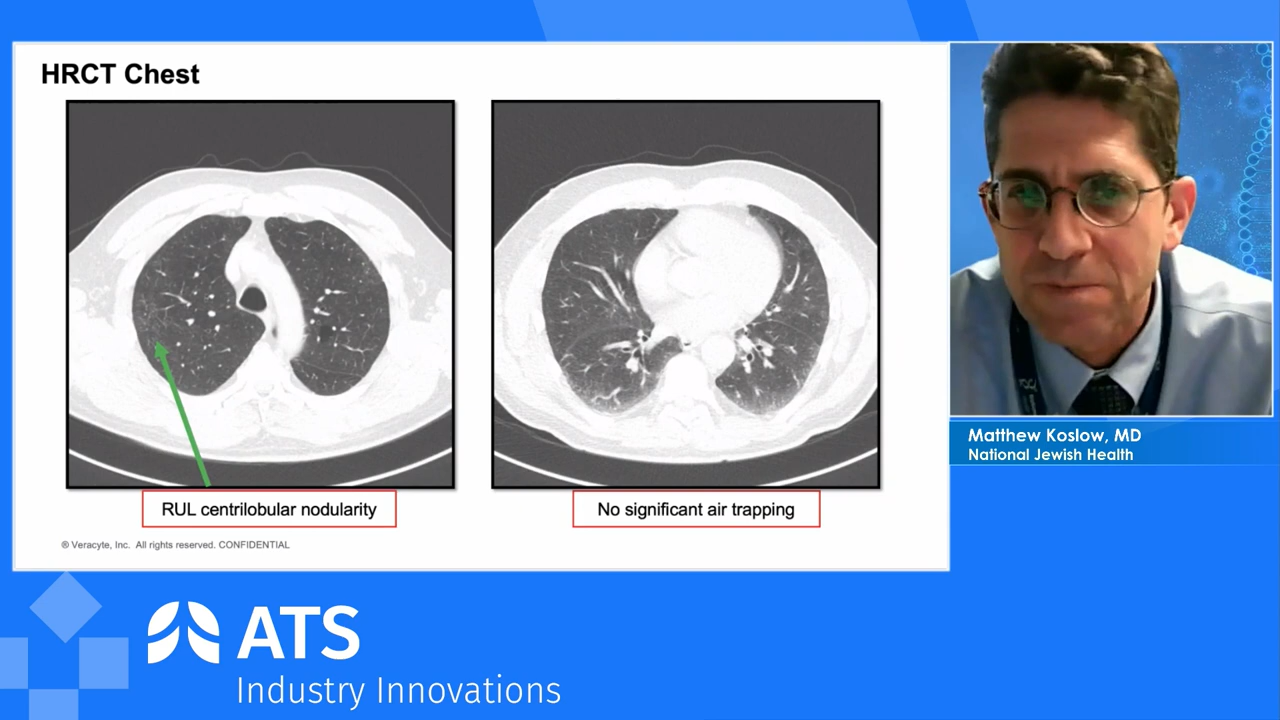 HRCT Chest
RUL centrilobular nodularity
No significant air trapping
® Veracyte, Inc. All rights reserved. CONFIDENTIAL
Matthew Koslow, MD
National Jewish Health
ATS
Industry Innovations